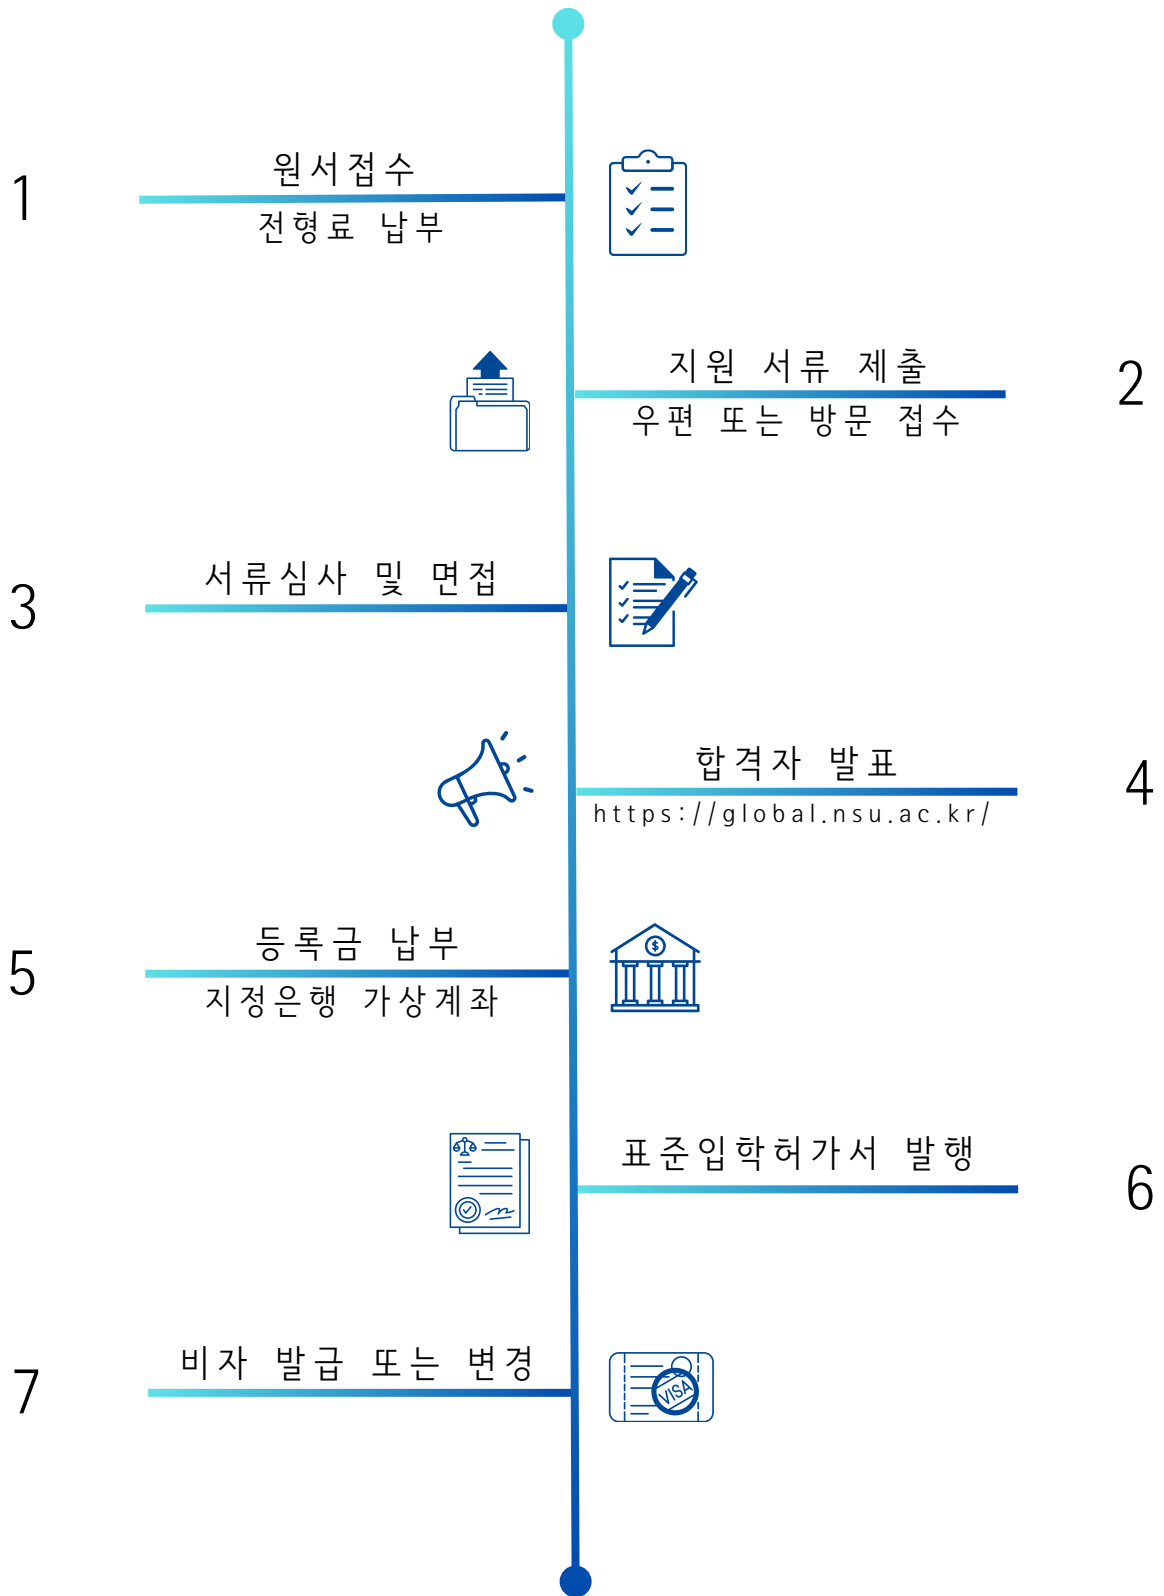 1
원서접수
전형료 납부
지원 서류 제출
2
우편 또는 방문 접수
3
서류심사 및 면접
합격자 발표
4
https://global.nsu.ac.kr/
5
등록금 납부
지정은행 가상계좌
표준입학허가서 발행
6
7
비자 발급 또는 변경
VISA